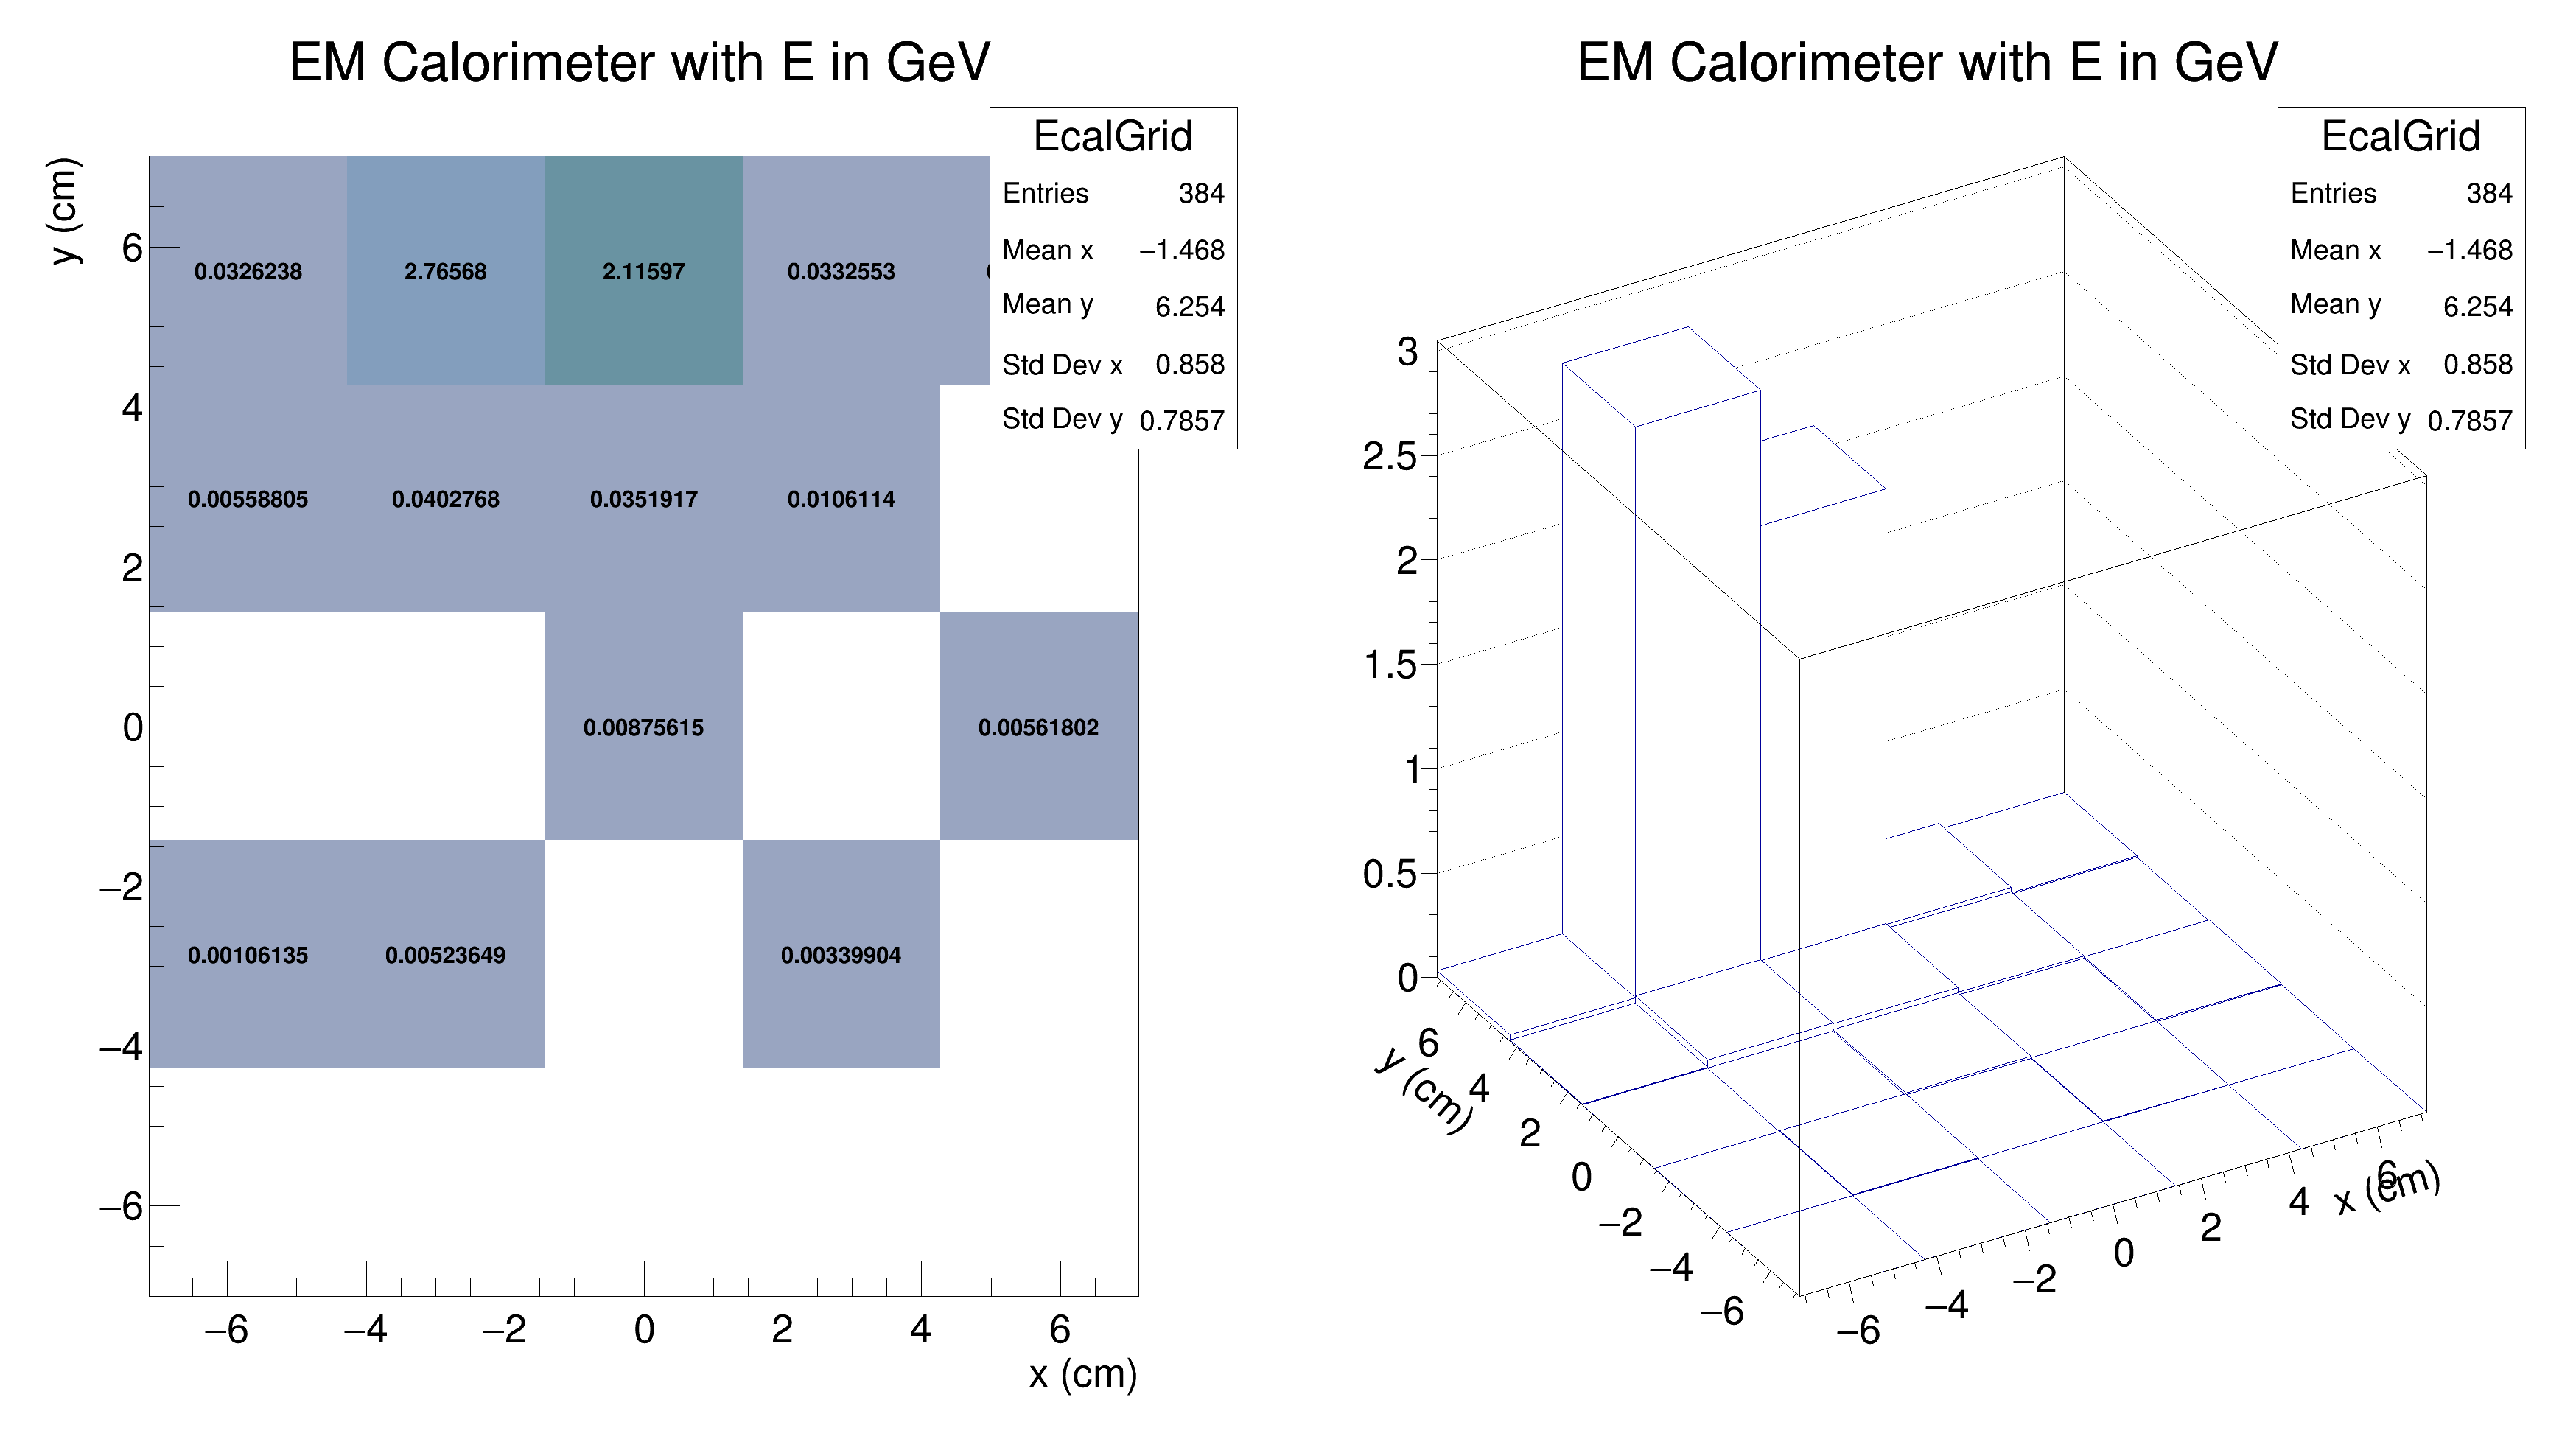 EM Calorimeter with E in GeV
EcalGrid
Entries 384
Mean x −1.468
Mean y 6.254
Std Dev x 0.858
Std Dev y 0.7857
y (cm)
6
4
2
0
−2
−4
−6
0.0326238 2.76568 2.11597 0.0332553
0.00558805 0.0402768 0.0351917 0.0106114
0.00875615 0.00561802
0.00106135 0.00523649 0.00339904
−6 −4 −2 0 2 4 6
x (cm)
EM Calorimeter with E in GeV
EcalGrid
Entries 384
Mean x −1.468
Mean y 6.254
Std Dev x 0.858
Std Dev y 0.7857
3
2.5
2
1.5
1
0.5
0
6
4
2
0
−2
−4
−6
y (cm)
−6 −4 −2 0 2 4 6
x (cm)